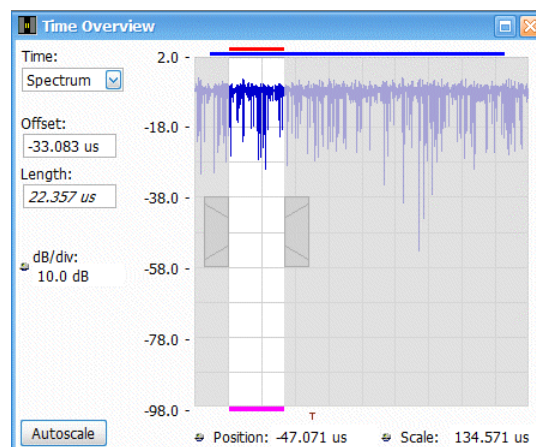 Time Overview
Time:
2.0
Spectrum
Offset:
-18.0
-33.083 us
Length:
22.357 us
-38.0
dB/div:
10.0 dB
-58.0
-78.0
-98.0
T
Autoscale
Position: -47.071 us
Scale: 134.571 us